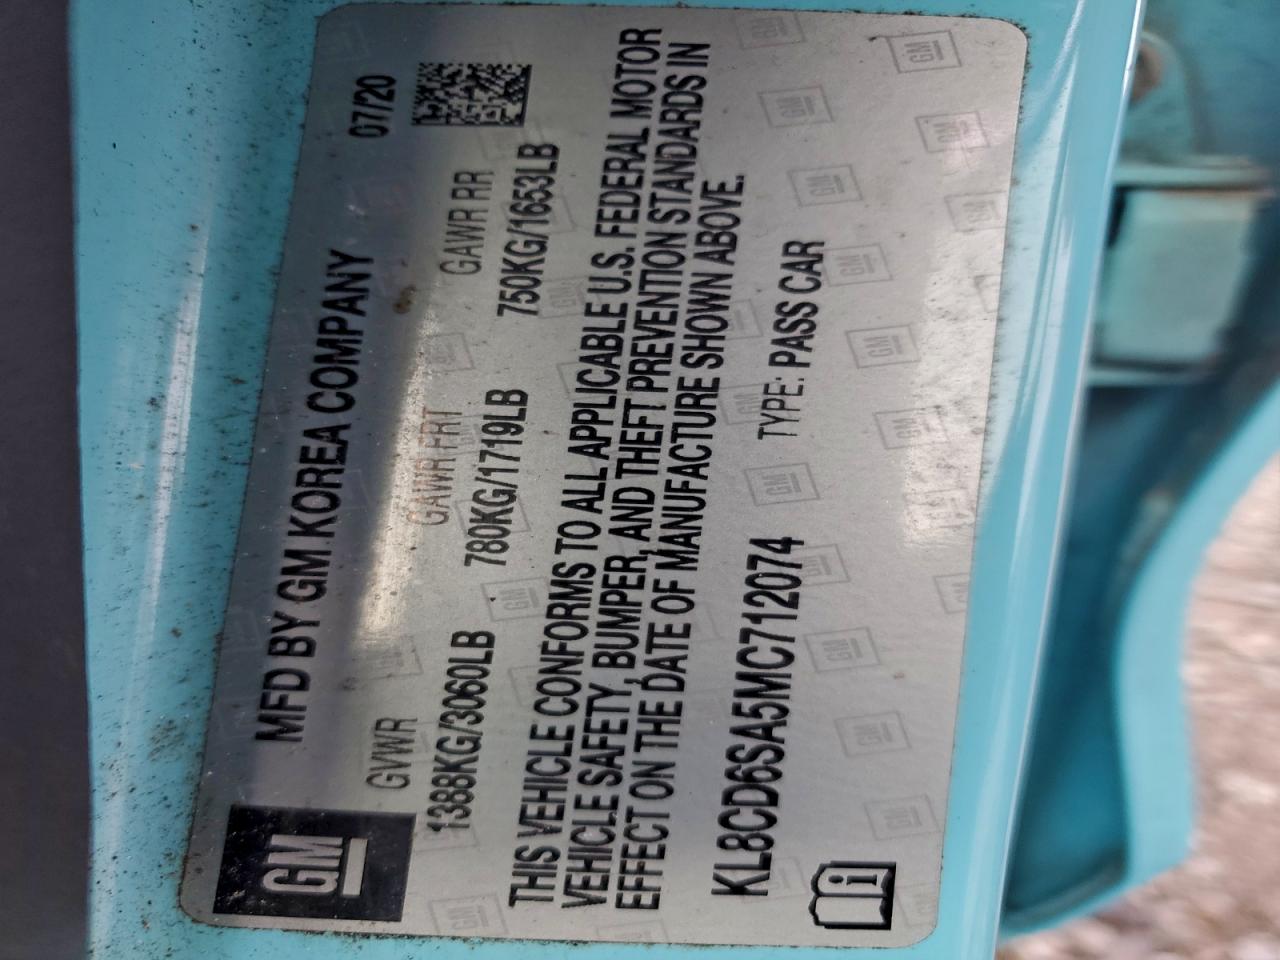 GM
MFD BY GM KOREA COMPANY 07/20
GVWR GAWR FRT GAWR RR
1388KG/3060LB 780KG/1719LB 750KG/1653LB
THIS VEHICLE CONFORMS TO ALL APPLICABLE U.S. FEDERAL MOTOR
VEHICLE SAFETY, BUMPER, AND THEFT PREVENTION STANDARDS IN
EFFECT ON THE DATE OF MANUFACTURE SHOWN ABOVE.
KL8CD6SA5MC712074 TYPE: PASS CAR